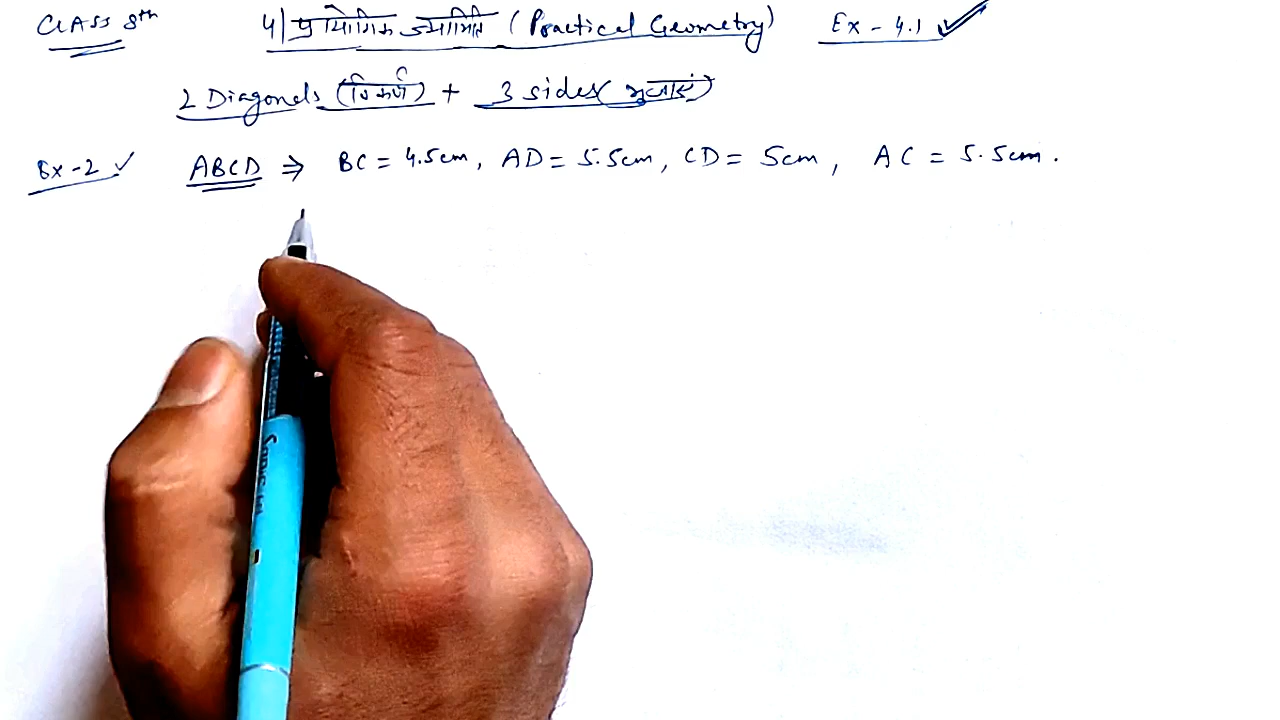 CLASS 8th 4| प्रायोगिक ज्यामिति (Practical Geometry) Ex - 4.1 ✓
2 Diagonals (विकर्ण) + 3 sides (भुजाएं)
Ex - 2 ✓ ABCD ⇒ BC = 4.5cm, AD = 5.5cm, CD = 5cm, AC = 5.5cm.